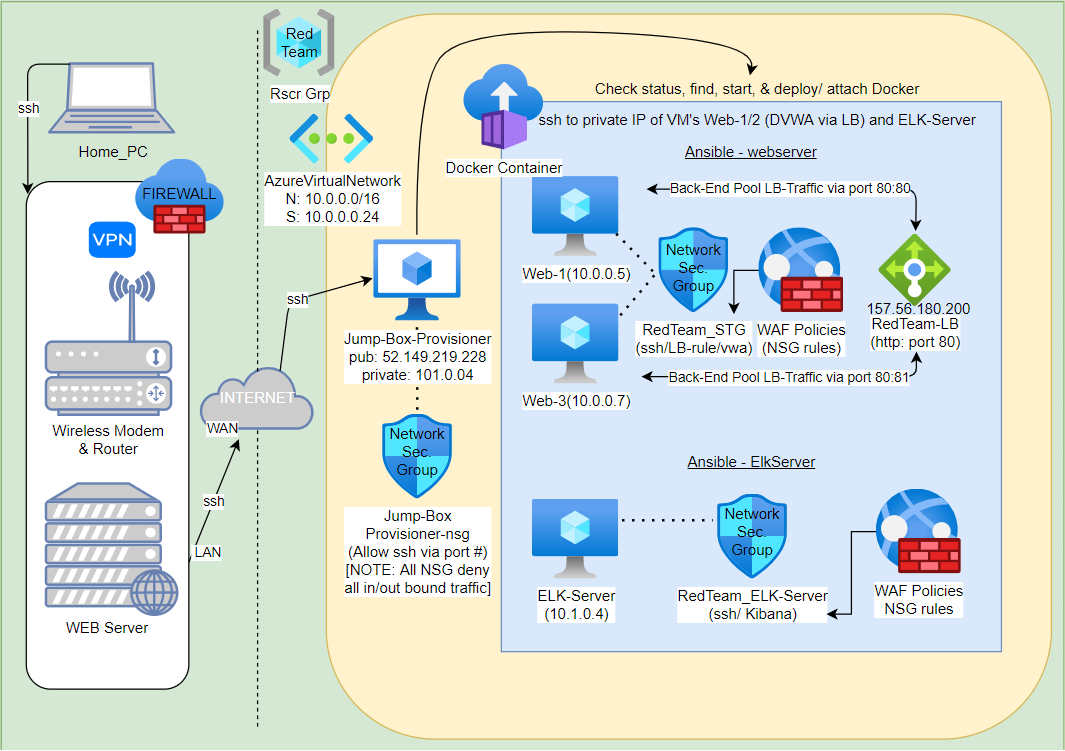 Red
Team
Rscr Grp
ssh
Home_PC
FIREWALL
VPN
Wireless Modem
& Router
WEB Server
LAN
ssh
WAN
INTERNET
ssh
AzureVirtualNetwork
N: 10.0.0.0/16
S: 10.0.0.0.24
Jump-Box-Provisioner
pub: 52.149.219.228
private: 101.0.04
Network
Sec.
Group
Jump-Box
Provisioner-nsg
(Allow ssh via port #)
[NOTE: All NSG deny
all in/out bound traffic]
Docker Container
Check status, find, start, & deploy/ attach Docker
ssh to private IP of VM's Web-1/2 (DVWA via LB) and ELK-Server
Ansible - webserver
Back-End Pool LB-Traffic via port 80:80
Web-1(10.0.0.5)
Network
Sec.
Group
RedTeam_STG
(ssh/LB-rule/vwa)
WAF Policies
(NSG rules)
157.56.180.200
RedTeam-LB
(http: port 80)
Back-End Pool LB-Traffic via port 80:81
Web-3(10.0.0.7)
Ansible - ElkServer
ELK-Server
(10.1.0.4)
Network
Sec.
Group
RedTeam_ELK-Server
(ssh/ Kibana)
WAF Policies
NSG rules